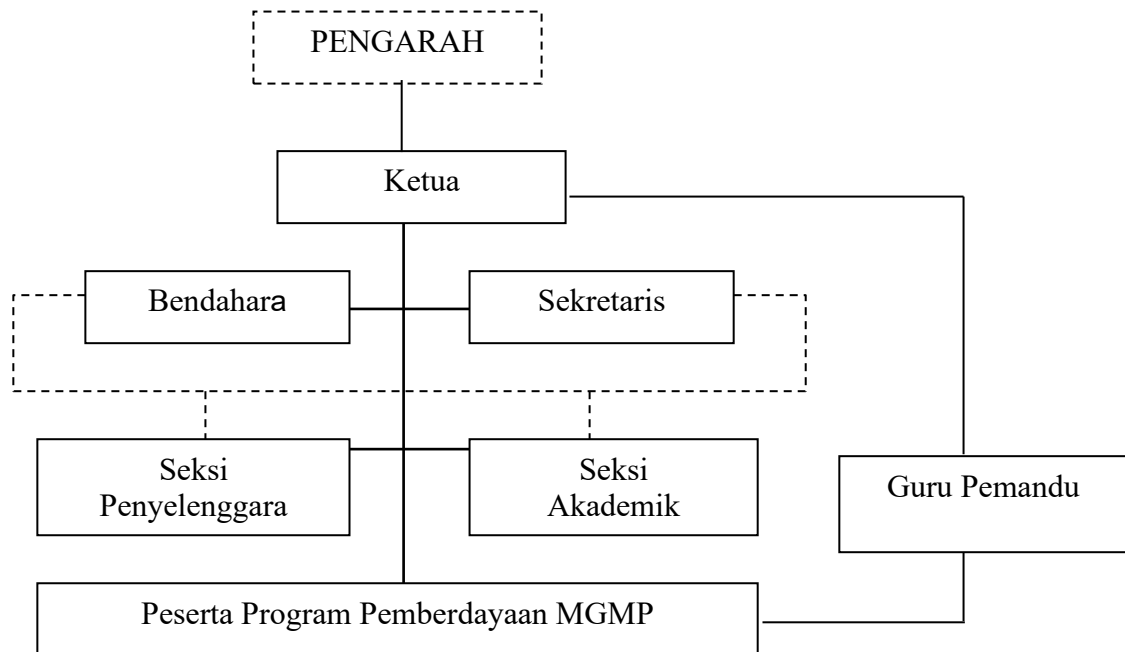 PENGARAH
Ketua
Bendahara
Sekretaris
Seksi
Penyelenggara
Seksi
Akademik
Guru Pemandu
Peserta Program Pemberdayaan MGMP